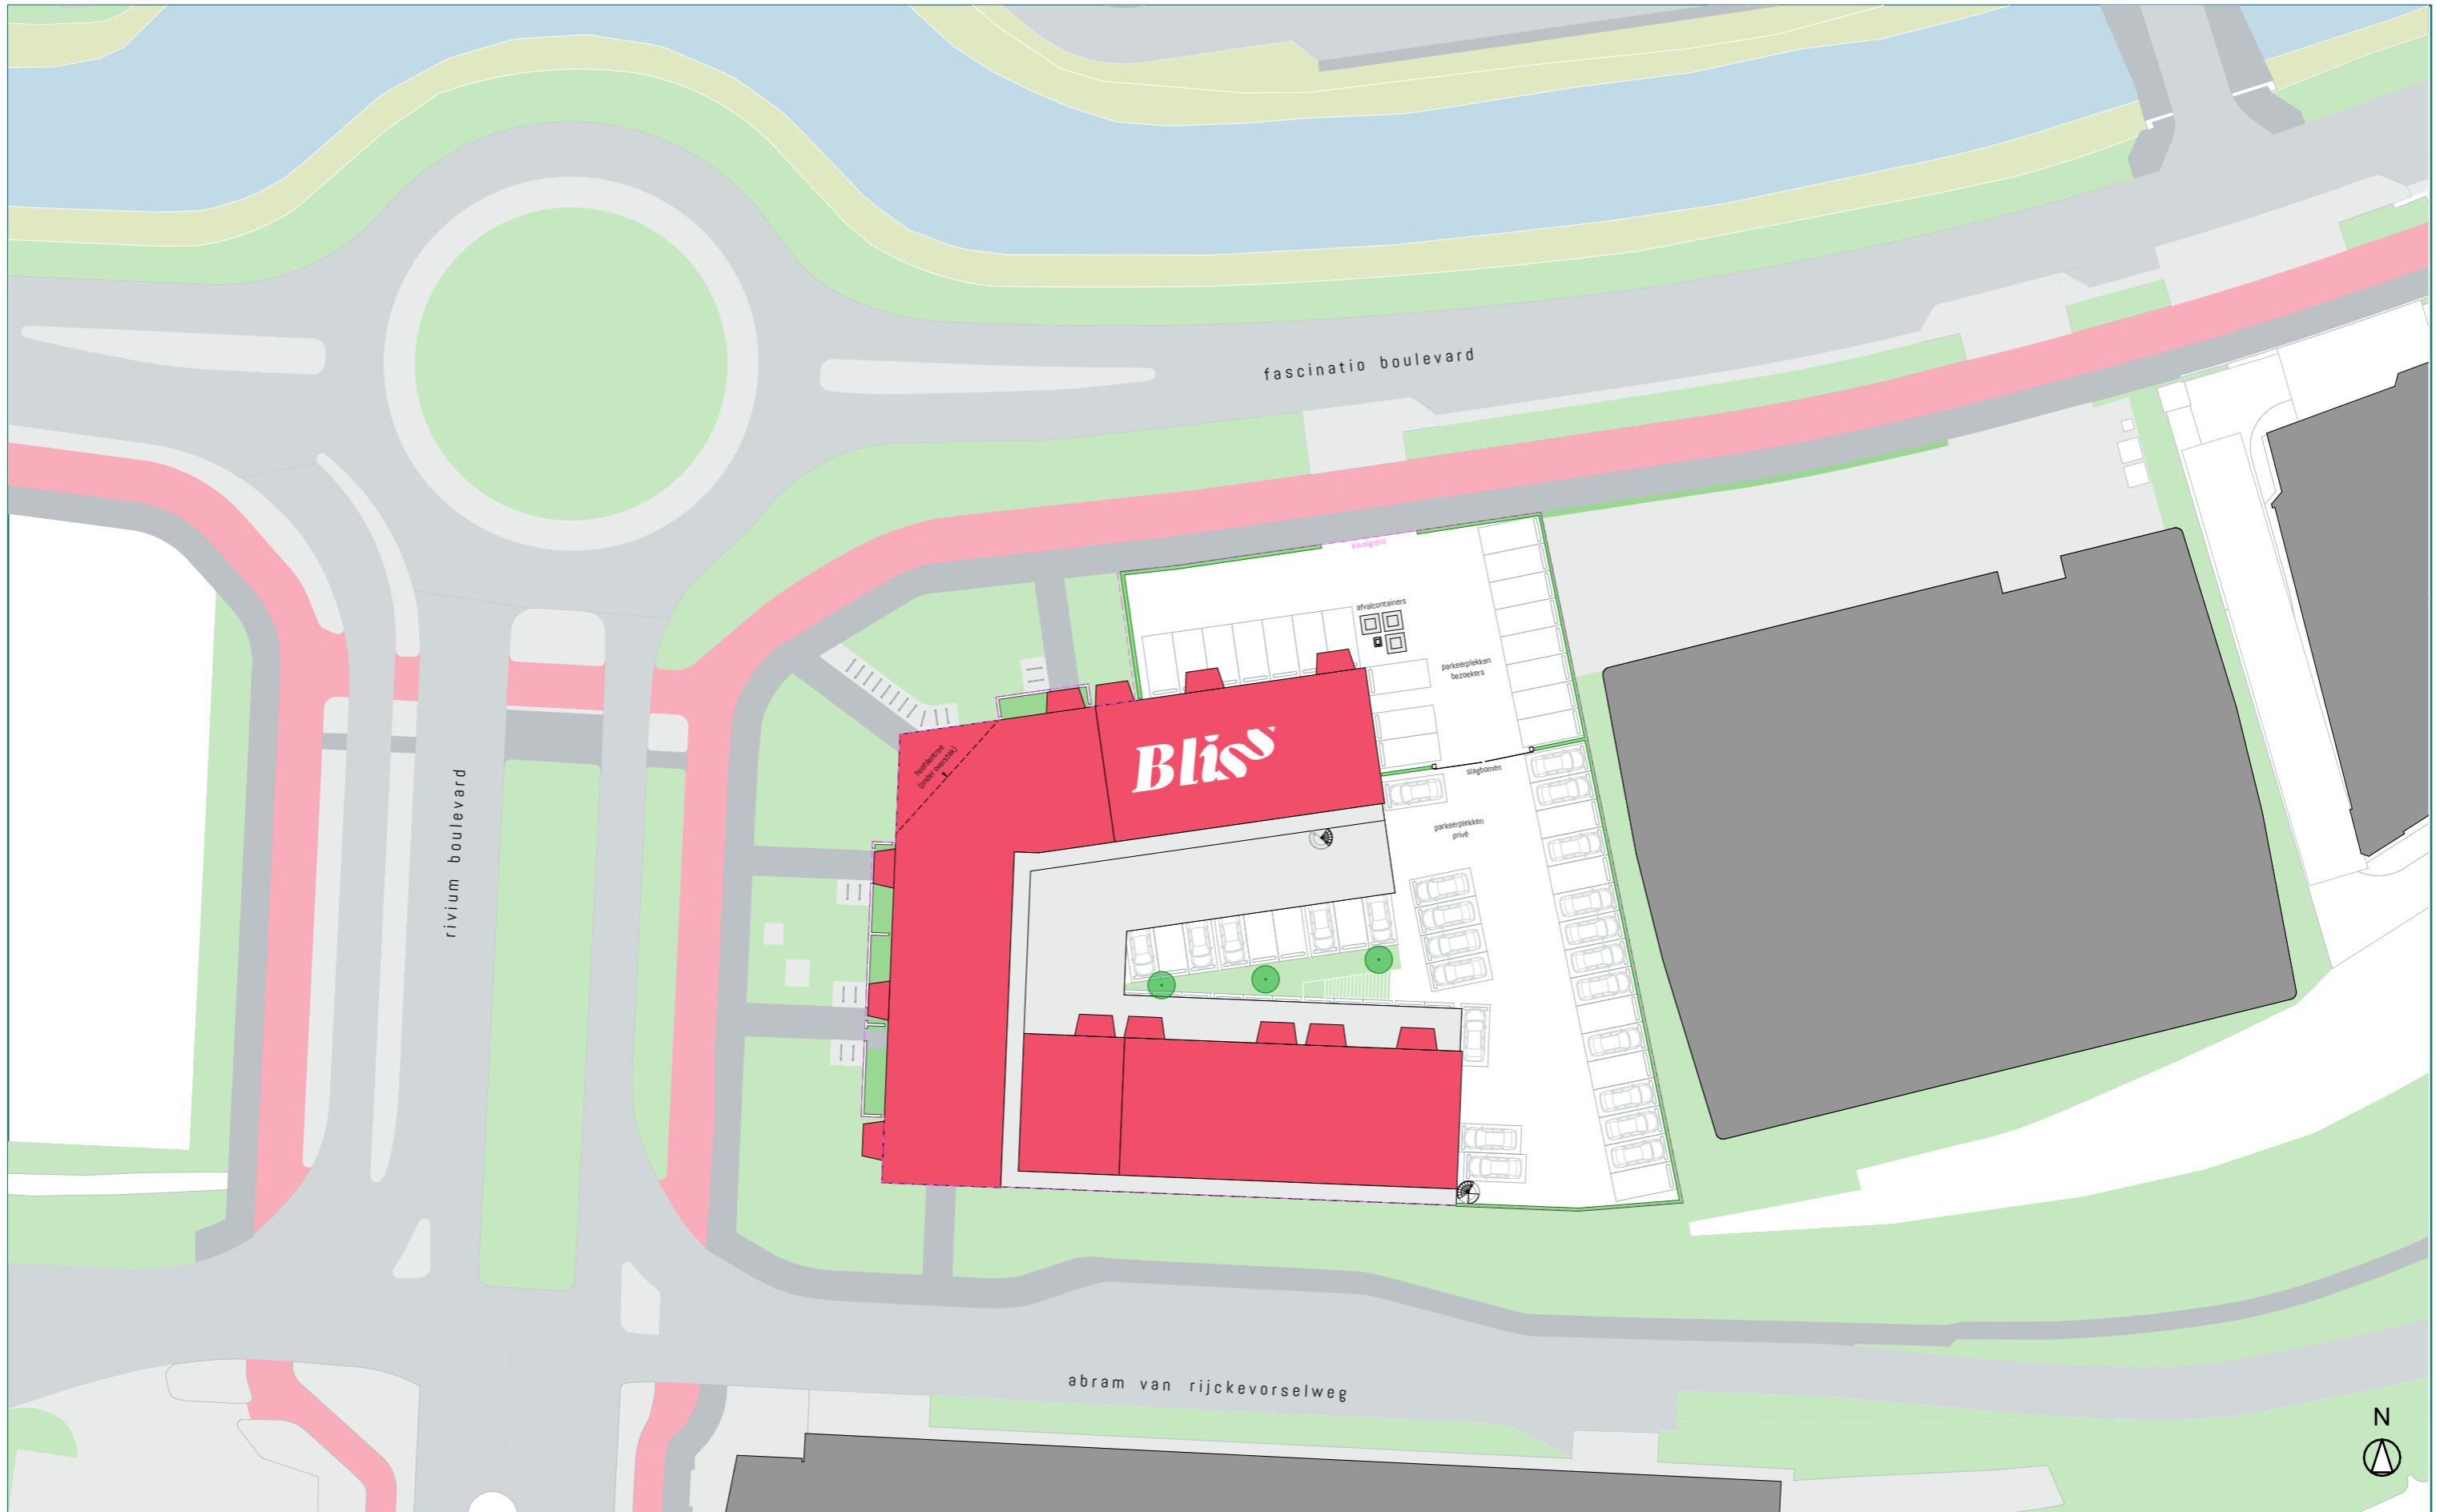 fascinatio boulevard
kavelgrens
afvalcontainers
parkeerplekken
bezoekers
hoofdentree
(onder overstek)
Bliss
slagbomen
rivium boulevard
parkeerplekken
privé
abram van rijckevorselweg
N